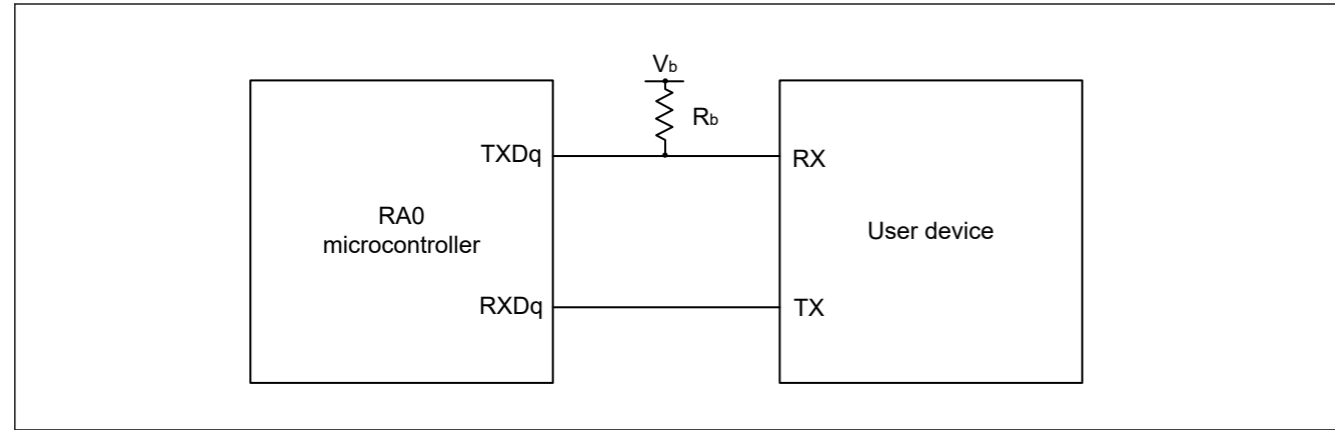 Vb
Rb
TXDq
RX
RA0
microcontroller
User device
RXDq
TX